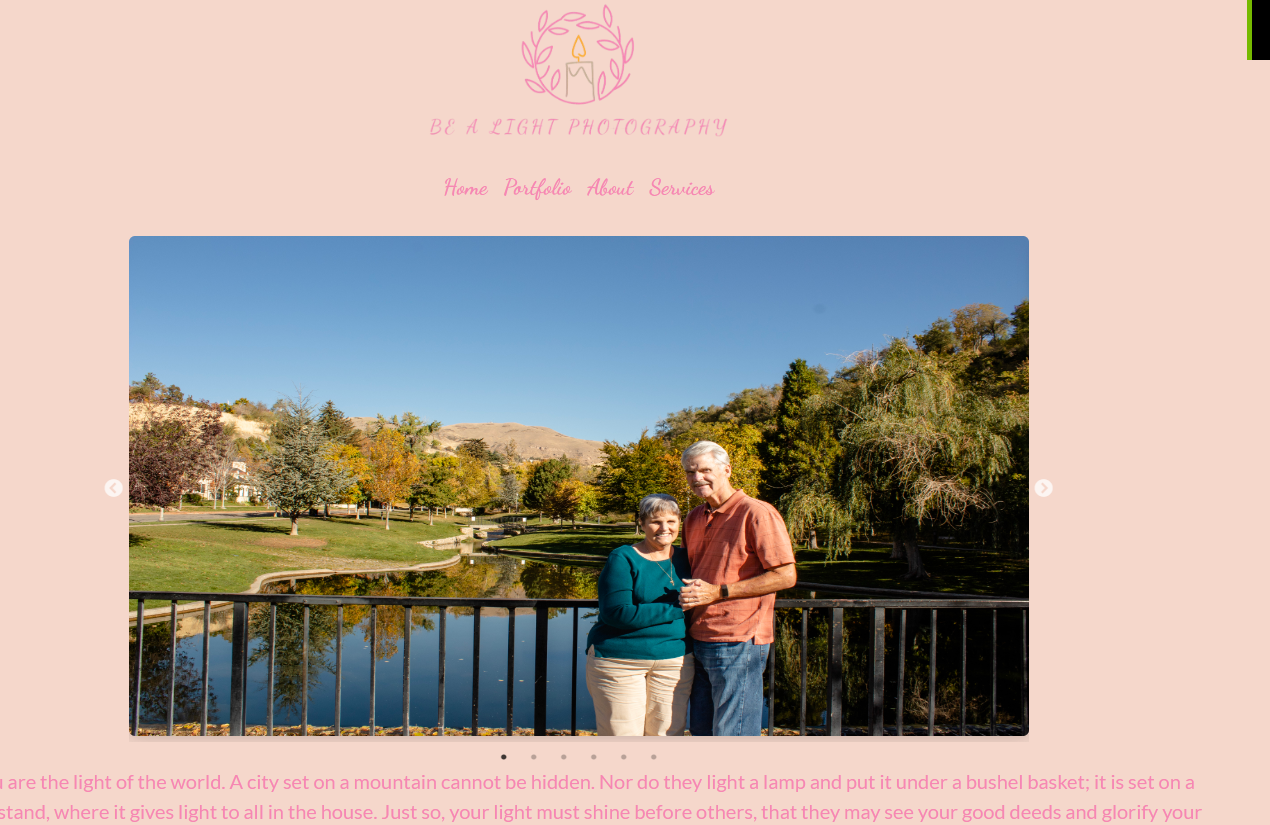 BE A LIGHT PHOTOGRAPHY
Home Portfolio About Services
are the light of the world. A city set on a mountain cannot be hidden. Nor do they light a lamp and put it under a bushel basket; it is set on a
stand, where it gives light to all in the house. Just so, your light must shine before others, that they may see your good deeds and glorify your